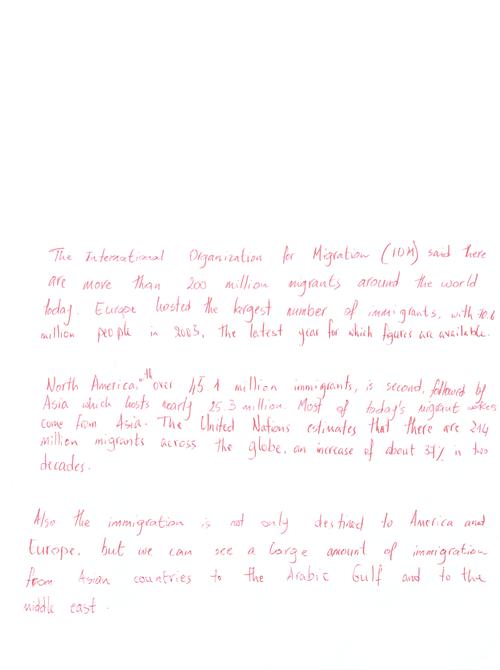 The International Organization for Migration (IOM) said there
are more than 200 million migrants around the world
today. Europe hosted the largest number of immigrants, with 70.6
million people in 2005, the latest year for which figures are available.
North America, over 45.1 million immigrants, is second, followed by
Asia which hosts nearly 25.3 million. Most of today's migrant workers
come from Asia. The United Nations estimates that there are 214
million migrants across the globe, an increase of about 37% in two
decades.
Also the immigration is not only destined to America and
Europe, but we can see a large amount of immigration
from Asian countries to the Arabic Gulf and to the
middle east.